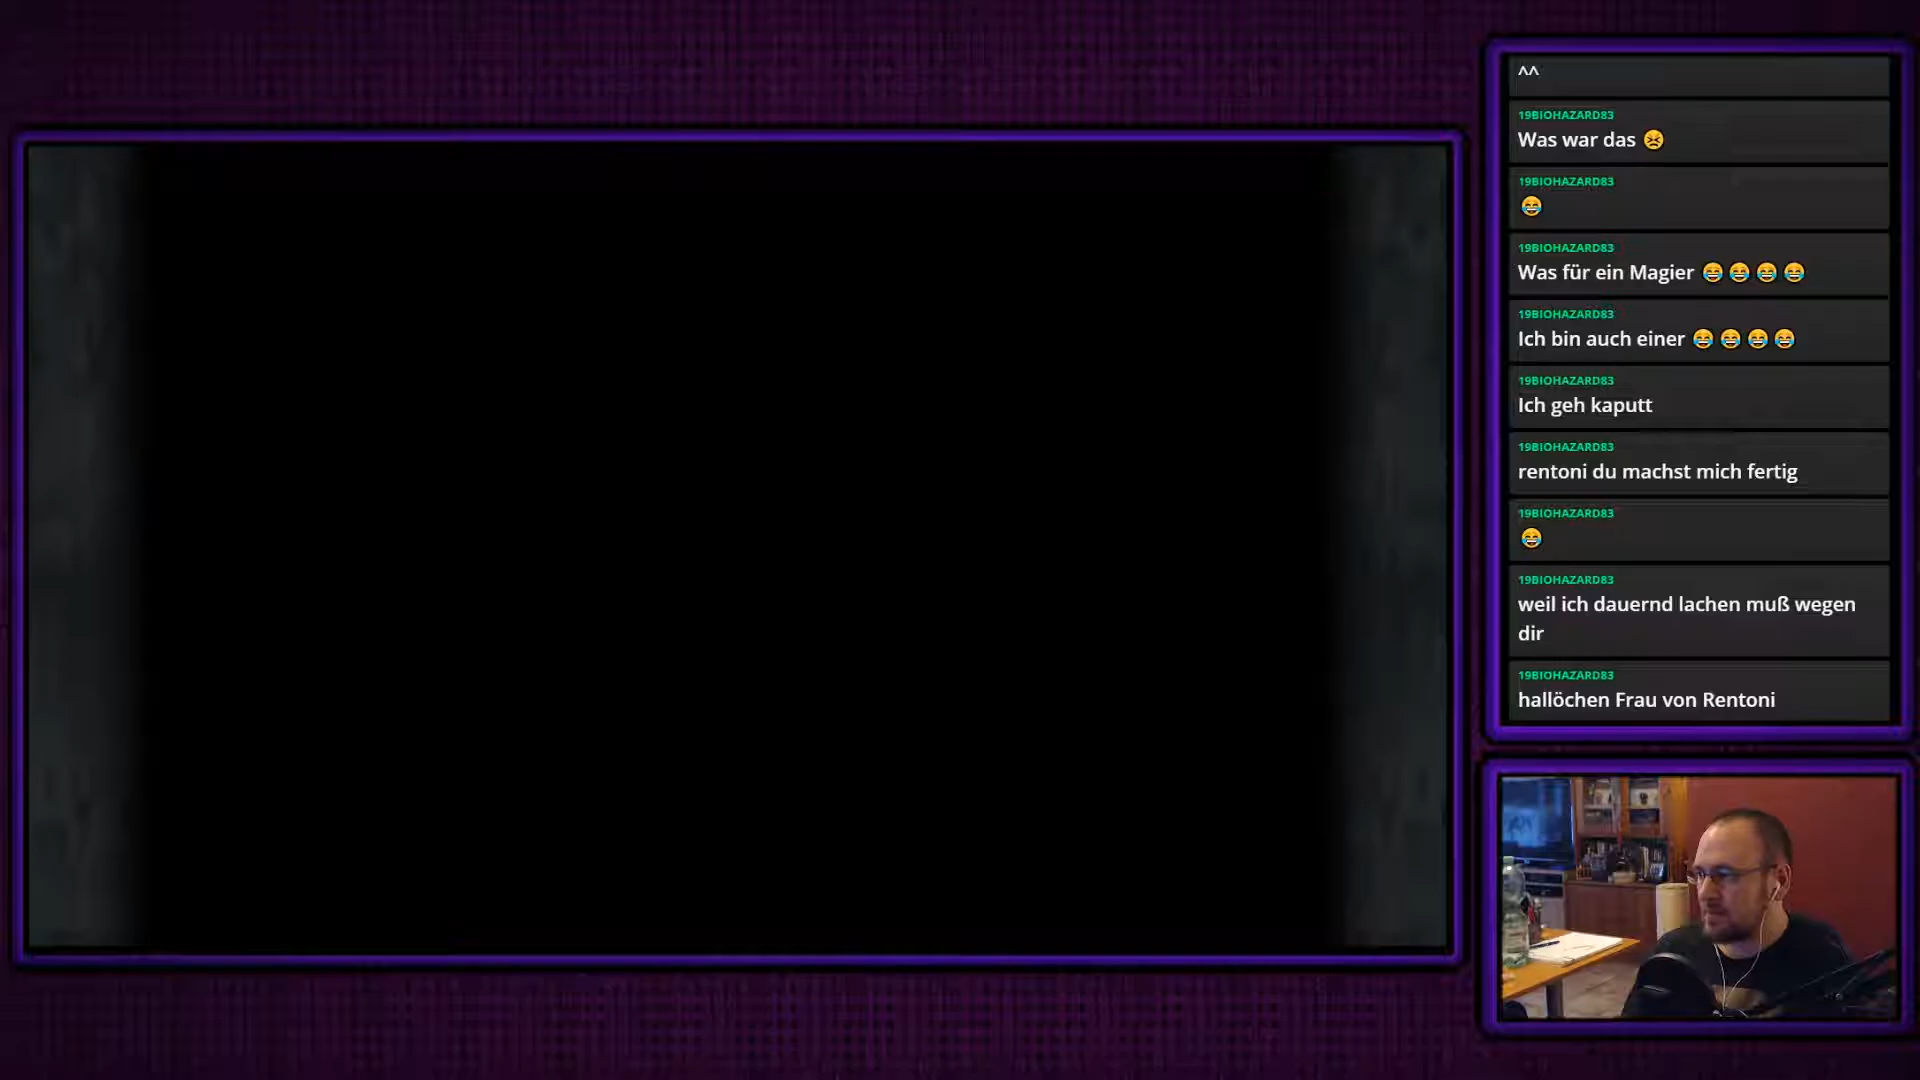 ^^
19BIOHAZARD83
Was war das 😣
19BIOHAZARD83
😂
19BIOHAZARD83
Was für ein Magier 😂 😂 😂 😂
19BIOHAZARD83
Ich bin auch einer 😂 😂 😂 😂
19BIOHAZARD83
Ich geh kaputt
19BIOHAZARD83
rentoni du machst mich fertig
19BIOHAZARD83
😂
19BIOHAZARD83
weil ich dauernd lachen muß wegen
dir
19BIOHAZARD83
hallöchen Frau von Rentoni